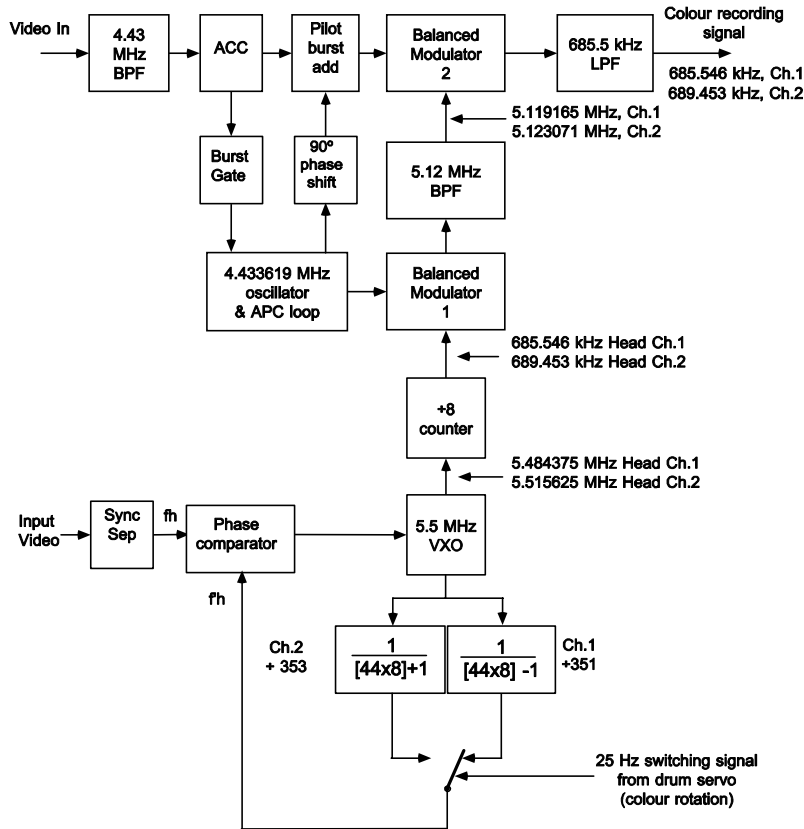 Video In
4.43
MHz
BPF
ACC
Pilot
burst
add
Balanced
Modulator
2
685.5 kHz
LPF
Colour recording
signal
685.546 kHz, Ch.1
689.453 kHz, Ch.2
5.119165 MHz, Ch.1
5.123071 MHz, Ch.2
Burst
Gate
90º
phase
shift
5.12 MHz
BPF
4.433619 MHz
oscillator
& APC loop
Balanced
Modulator
1
685.546 kHz Head Ch.1
689.453 kHz Head Ch.2
+8
counter
5.484375 MHz Head Ch.1
5.515625 MHz Head Ch.2
Input
Video
Sync
Sep
fh
Phase
comparator
5.5 MHz
VXO
f'h
Ch.2
+ 353
1
[44x8]+1
1
[44x8] -1
Ch.1
+351
25 Hz switching signal
from drum servo
(colour rotation)